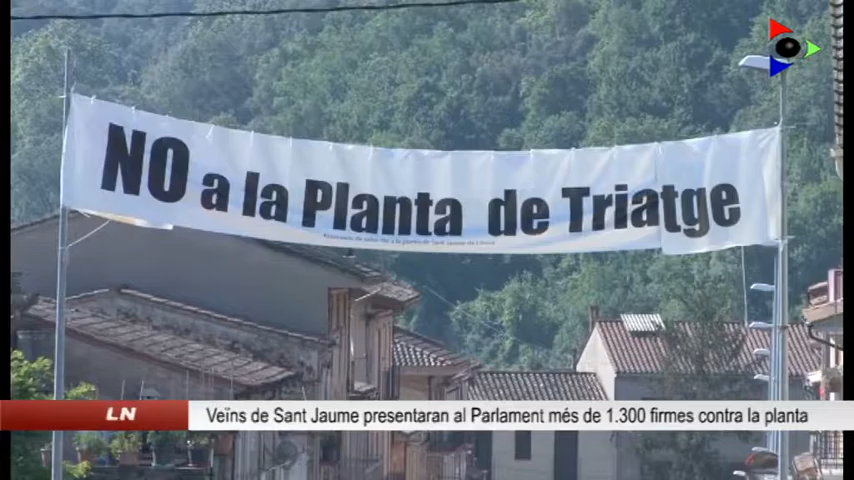 NO a la Planta de Triatge
LN
Veïns de Sant Jaume presentaran al Parlament més de 1.300 firmes contra la planta